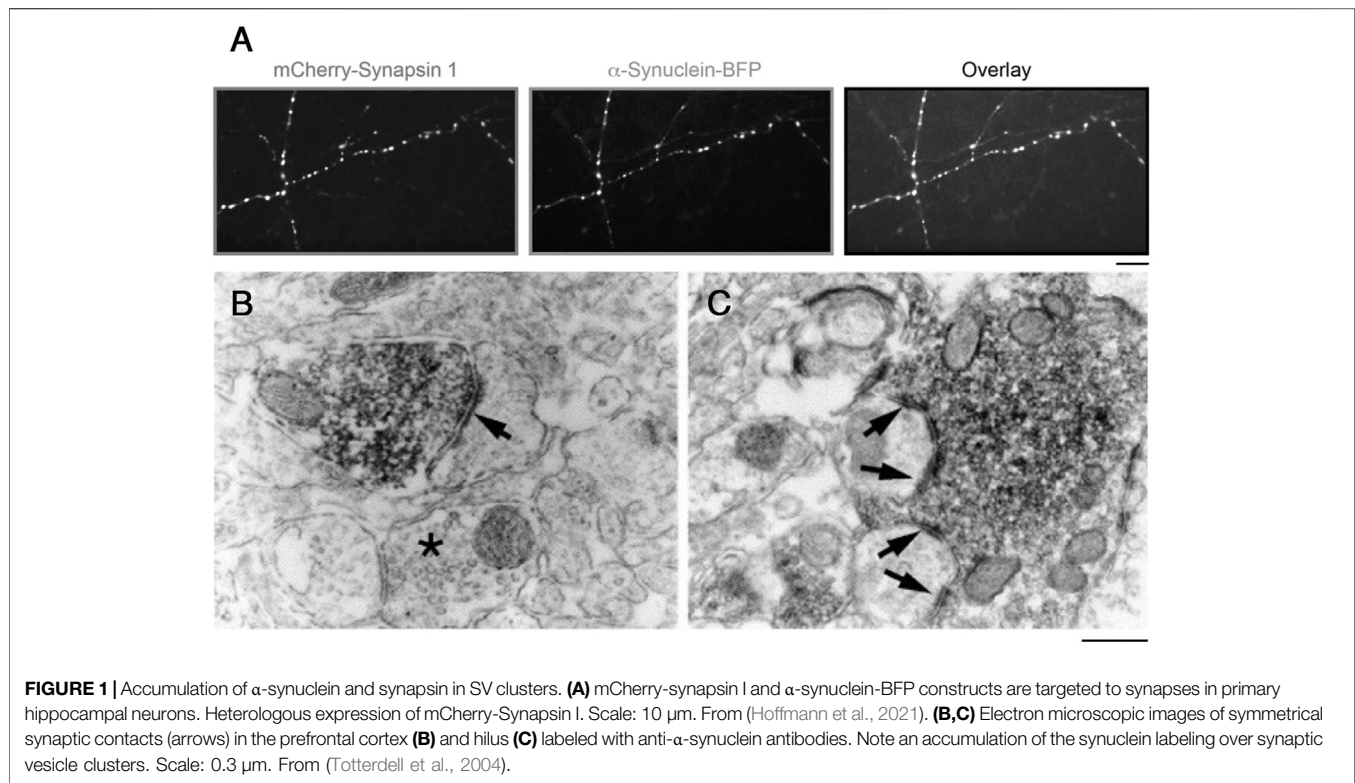 A
mCherry-Synapsin 1 α-Synuclein-BFP Overlay
B C
*
FIGURE 1 | Accumulation of α-synuclein and synapsin in SV clusters. (A) mCherry-synapsin I and α-synuclein-BFP constructs are targeted to synapses in primary
hippocampal neurons. Heterologous expression of mCherry-Synapsin I. Scale: 10 µm. From (Hoffmann et al., 2021). (B,C) Electron microscopic images of symmetrical
synaptic contacts (arrows) in the prefrontal cortex (B) and hilus (C) labeled with anti-α-synuclein antibodies. Note an accumulation of the synuclein labeling over synaptic
vesicle clusters. Scale: 0.3 µm. From (Totterdell et al., 2004).